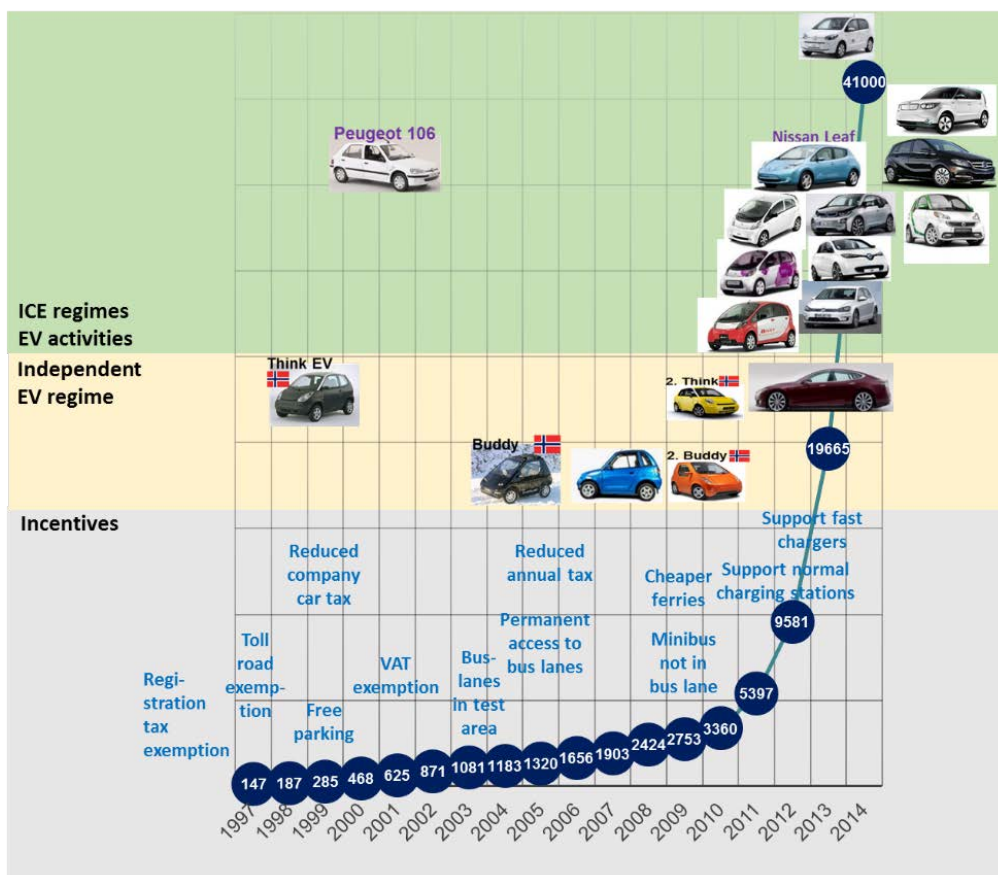 41000
Peugeot 106
Nissan Leaf
ICE regimes
EV activities
Independent
EV regime
Think EV
2. Think
Buddy
2. Buddy
19665
Incentives
Support fast
chargers
Reduced
company
car tax
Reduced
annual tax
Cheaper
ferries
Support normal
charging stations
9581
Permanent
access to
bus lanes
Toll
road
exemp-
tion
VAT
exemption
Bus-
lanes
in test
area
Minibus
not in
bus lane
Regi-
stration
tax
exemption
Free
parking
5397
147 187 285 468 625 871 1081 1183 1320 1656 1903 2424 2753 3360
1997 1998 1999 2000 2001 2002 2003 2004 2005 2006 2007 2008 2009 2010 2011 2012 2013 2014